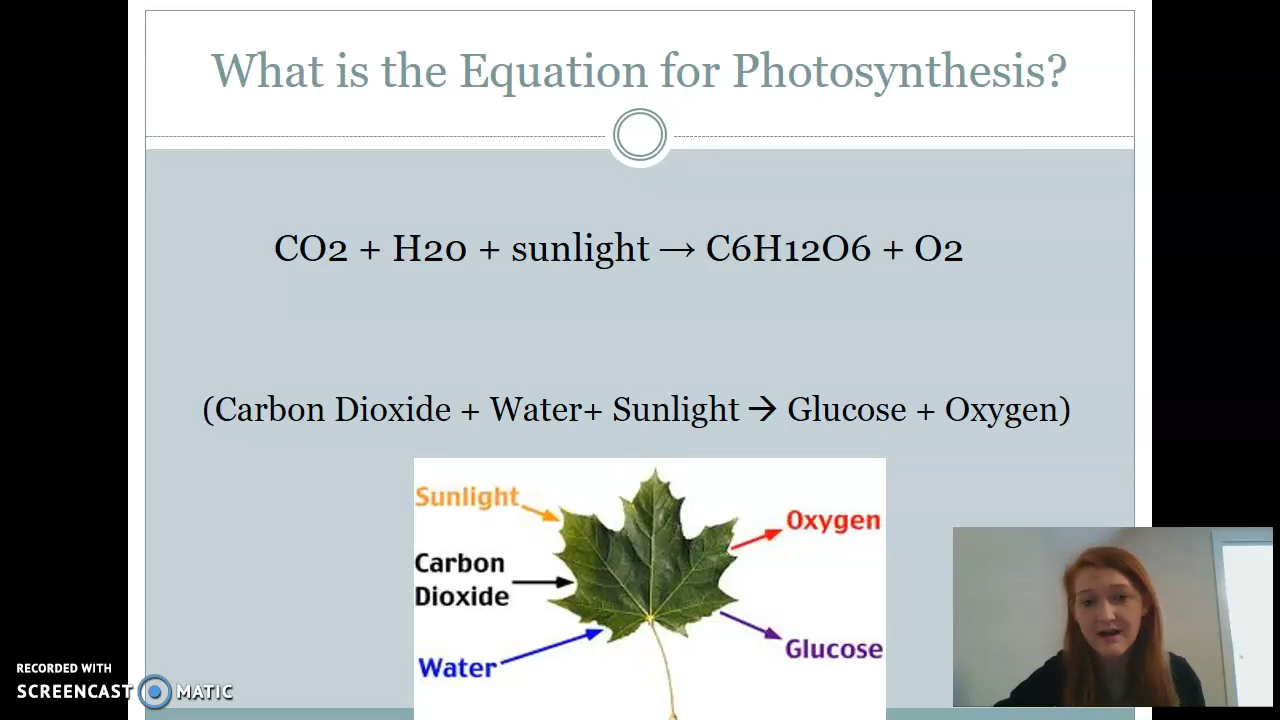 What is the Equation for Photosynthesis?
CO2 + H20 + sunlight → C6H12O6 + O2
(Carbon Dioxide + Water+ Sunlight → Glucose + Oxygen)
Sunlight
Oxygen
Carbon
Dioxide
Glucose
Water
RECORDED WITH
SCREENCAST MATIC